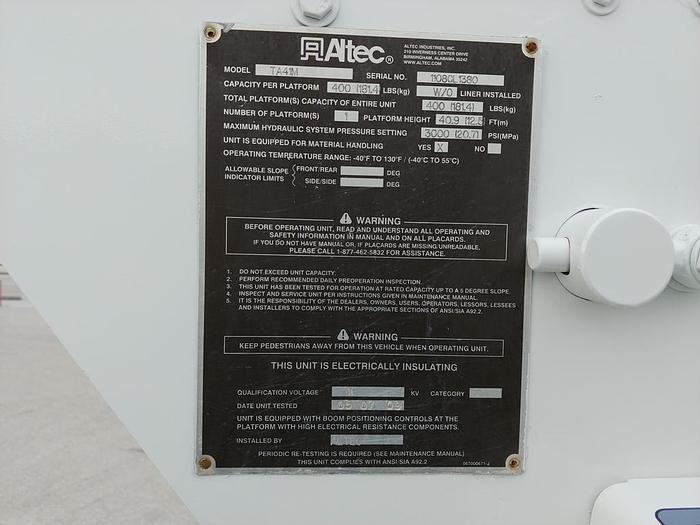 Altec®
ALTEC INDUSTRIES, INC.
210 INVERNESS CENTER DRIVE
BIRMINGHAM, ALABAMA 35242
WWW.ALTEC.COM
MODEL TA41M SERIAL NO. 1108GL1380
CAPACITY PER PLATFORM 400 (181.4) LBS(kg) W/O LINER INSTALLED
TOTAL PLATFORM(S) CAPACITY OF ENTIRE UNIT 400 (181.4) LBS(kg)
NUMBER OF PLATFORM(S) 1 PLATFORM HEIGHT 40.9 (12.5) FT(m)
MAXIMUM HYDRAULIC SYSTEM PRESSURE SETTING 3000 (20.7) PSI(MPa)
UNIT IS EQUIPPED FOR MATERIAL HANDLING YES X NO
OPERATING TEMPERATURE RANGE: -40°F TO 130°F / (-40°C TO 55°C)
ALLOWABLE SLOPE INDICATOR LIMITS { FRONT/REAR DEG
SIDE/SIDE DEG
WARNING
BEFORE OPERATING UNIT, READ AND UNDERSTAND ALL OPERATING AND
SAFETY INFORMATION IN MANUAL AND ON ALL PLACARDS.
IF YOU DO NOT HAVE MANUAL OR, IF PLACARDS ARE MISSING/UNREADABLE,
PLEASE CALL 1-877-462-5832 FOR ASSISTANCE.
1. DO NOT EXCEED UNIT CAPACITY.
2. PERFORM RECOMMENDED DAILY PREOPERATION INSPECTION.
3. THIS UNIT HAS BEEN TESTED FOR OPERATION AT RATED CAPACITY UP TO A 5 DEGREE SLOPE.
4. INSPECT AND SERVICE UNIT PER INSTRUCTIONS GIVEN IN MAINTENANCE MANUAL.
5. IT IS THE RESPONSIBILITY OF THE DEALERS, OWNERS, USERS, OPERATORS, LESSORS, LESSEES
AND INSTALLERS TO COMPLY WITH THE APPROPRIATE SECTIONS OF ANSI/SIA A92.2.
WARNING
KEEP PEDESTRIANS AWAY FROM THIS VEHICLE WHEN OPERATING UNIT.
THIS UNIT IS ELECTRICALLY INSULATING
QUALIFICATION VOLTAGE KV CATEGORY
DATE UNIT TESTED
UNIT IS EQUIPPED WITH BOOM POSITIONING CONTROLS AT THE
PLATFORM WITH HIGH ELECTRICAL RESISTANCE COMPONENTS.
INSTALLED BY
PERIODIC RE-TESTING IS REQUIRED (SEE MAINTENANCE MANUAL)
THIS UNIT COMPLIES WITH ANSI/SIA A92.2